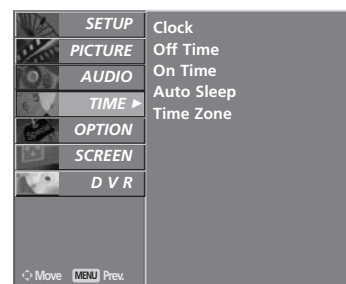 SETUP
PICTURE
AUDIO
TIME ►
OPTION
SCREEN
D V R
Clock
Off Time
On Time
Auto Sleep
Time Zone
Move MENU Prev.